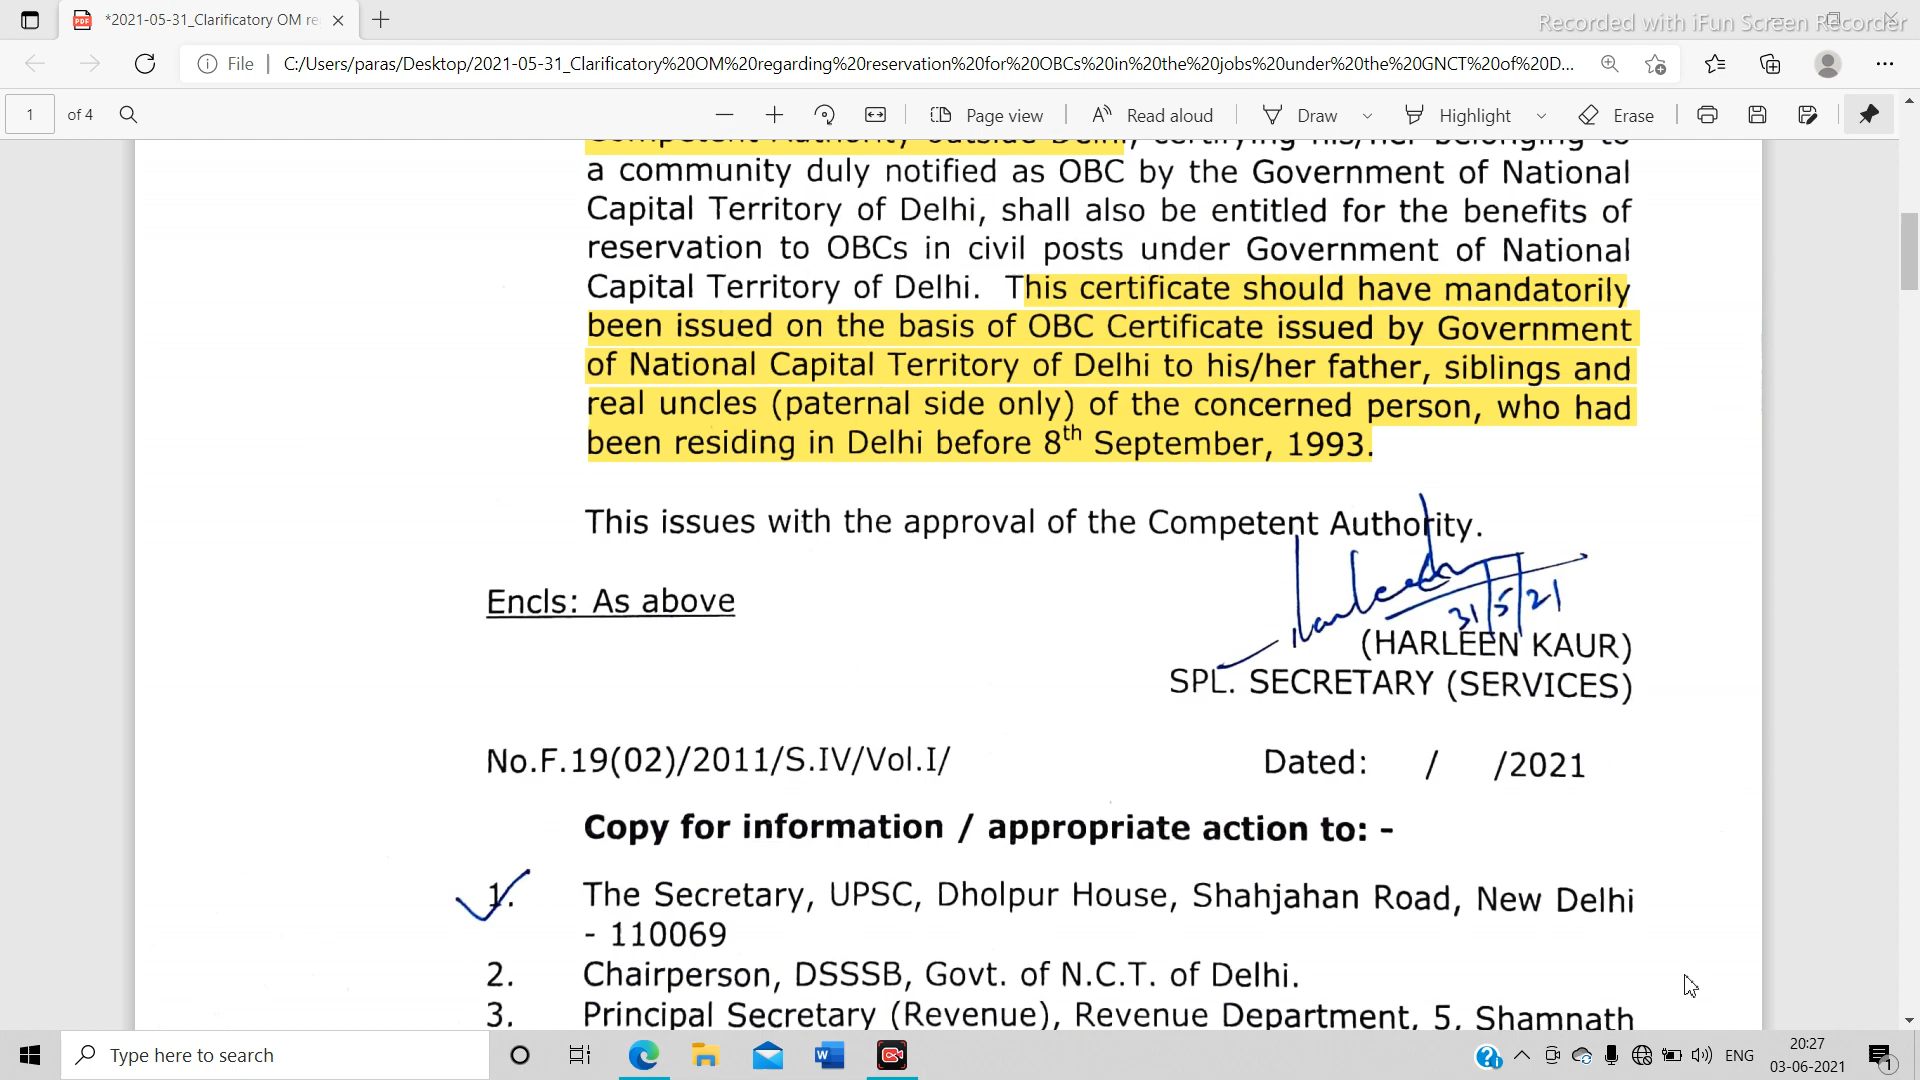 *2021-05-31_Clarificatory OM re
Recorded with iFun Screen Recorder
File
C:/Users/paras/Desktop/2021-05-31_Clarificatory%20OM%20regarding%20reservation%20for%20OBCs%20in%20the%20jobs%20under%20the%20GNCT%20of%20D...
1 of 4
Page view
Read aloud
Draw
Highlight
Erase
Competent Authority outside Delhi, certifying his/her belonging to
a community duly notified as OBC by the Government of National
Capital Territory of Delhi, shall also be entitled for the benefits of
reservation to OBCs in civil posts under Government of National
Capital Territory of Delhi. This certificate should have mandatorily
been issued on the basis of OBC Certificate issued by Government
of National Capital Territory of Delhi to his/her father, siblings and
real uncles (paternal side only) of the concerned person, who had
been residing in Delhi before 8th September, 1993.
This issues with the approval of the Competent Authority.
Encls: As above
31/5/21
(HARLEEN KAUR)
SPL. SECRETARY (SERVICES)
No.F.19(02)/2011/S.IV/Vol.I/ Dated: / /2021
Copy for information / appropriate action to: -
1. The Secretary, UPSC, Dholpur House, Shahjahan Road, New Delhi
- 110069
2. Chairperson, DSSSB, Govt. of N.C.T. of Delhi.
3. Principal Secretary (Revenue), Revenue Department, 5, Shamnath
Type here to search
ENG
20:27
03-06-2021
1